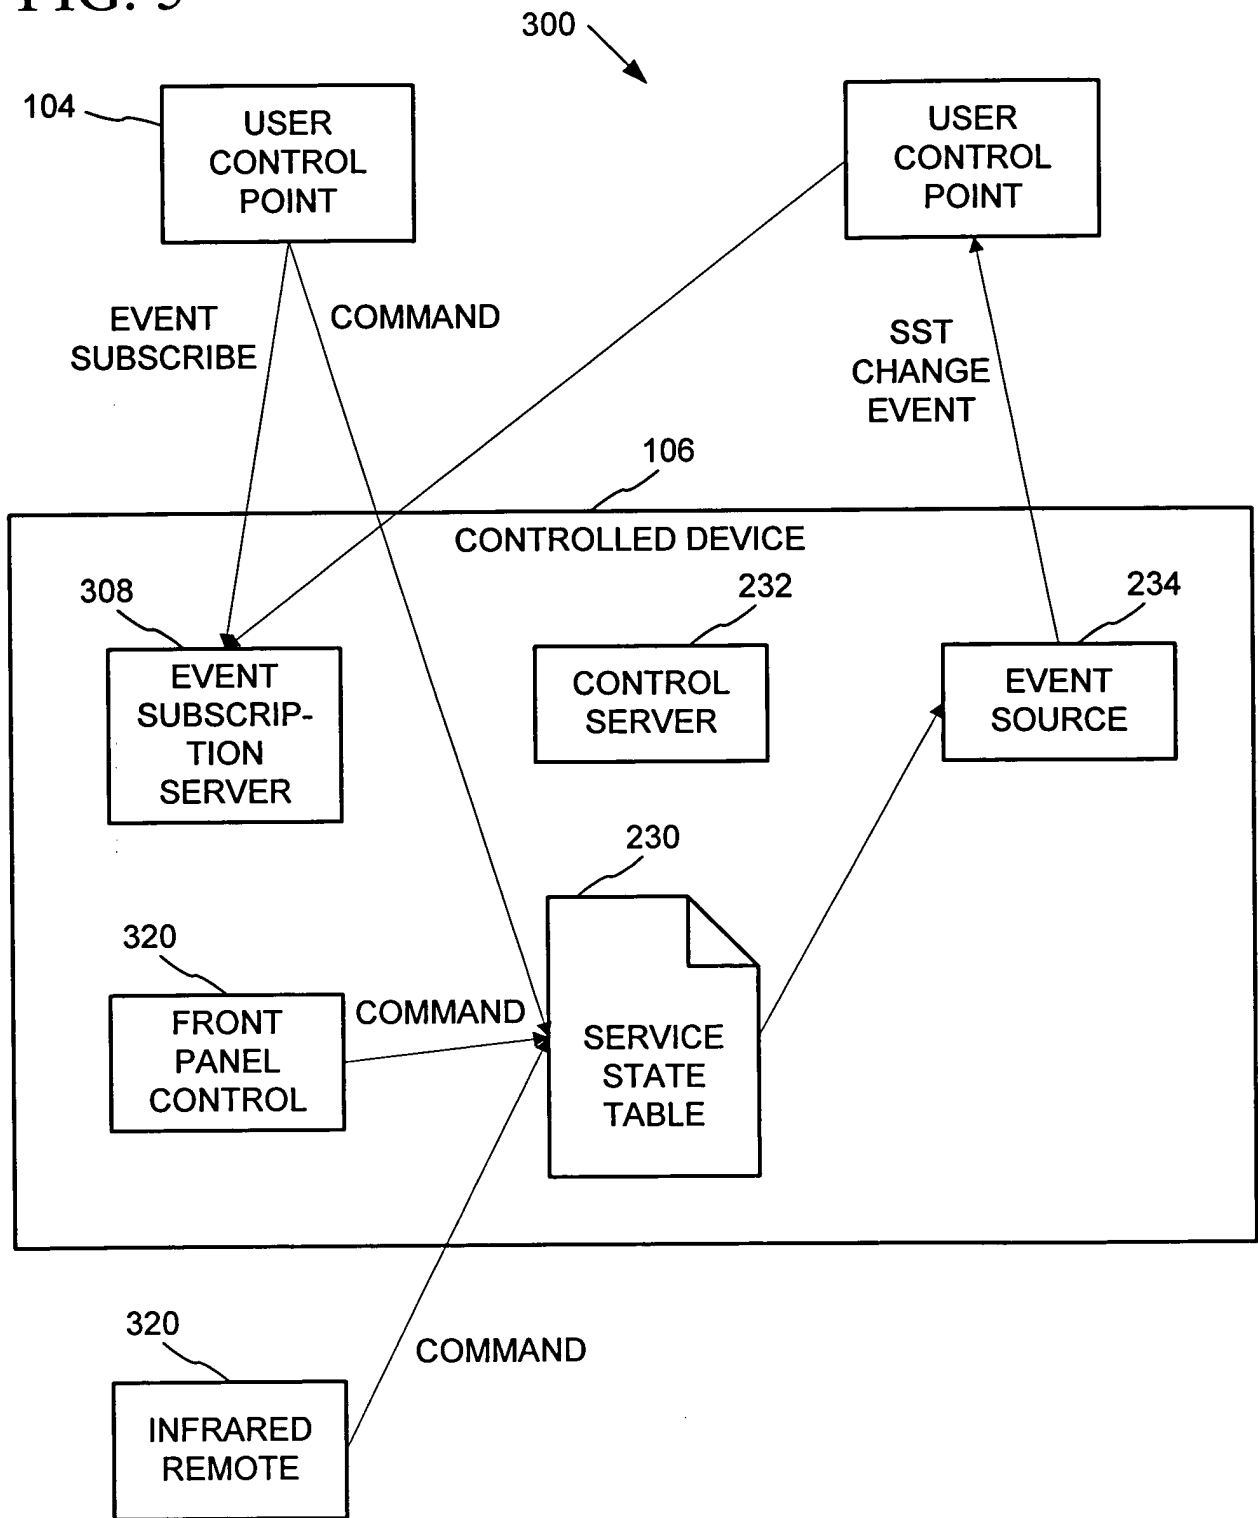 300
104
USER
CONTROL
POINT
USER
CONTROL
POINT
EVENT
SUBSCRIBE
COMMAND
SST
CHANGE
EVENT
106
CONTROLLED DEVICE
308
232
234
EVENT
SUBSCRIP-
TION
SERVER
CONTROL
SERVER
EVENT
SOURCE
230
320
FRONT
PANEL
CONTROL
COMMAND
SERVICE
STATE
TABLE
320
COMMAND
INFRARED
REMOTE